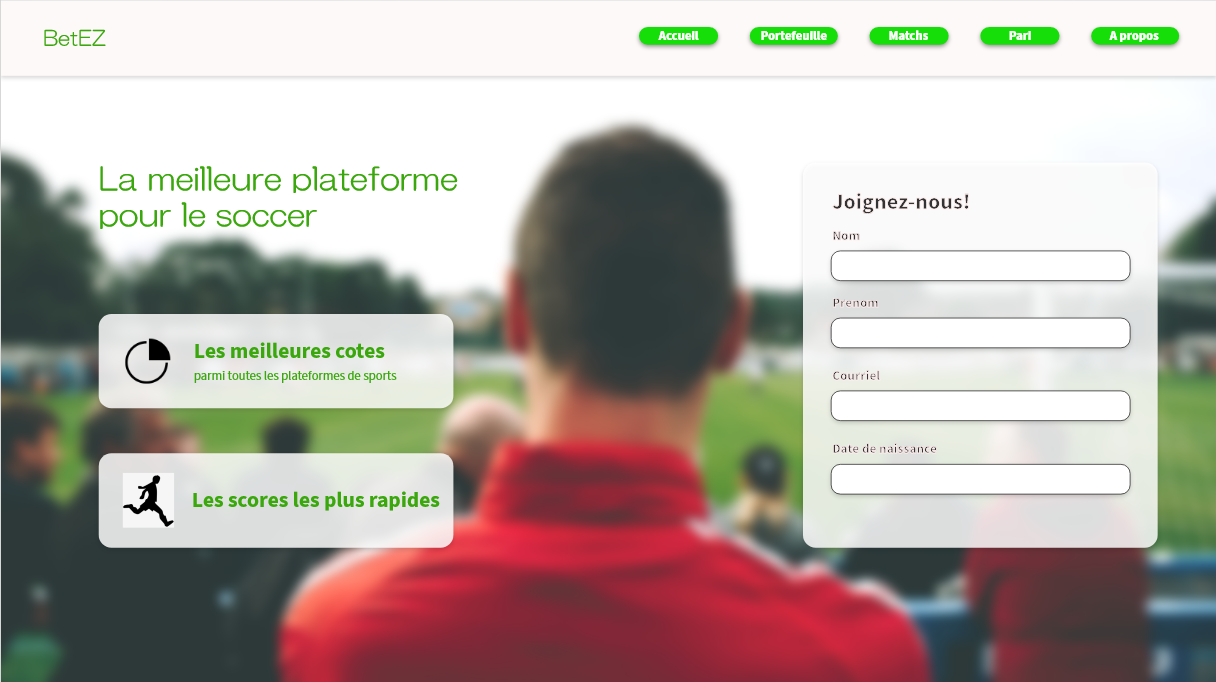 BetEZ
Accueil
Portefeuille
Matchs
Pari
A propos
La meilleure plateforme
pour le soccer
Les meilleures cotes
parmi toutes les plateformes de sports
Les scores les plus rapides
Joignez-nous!
Nom
Prenom
Courriel
Date de naissance